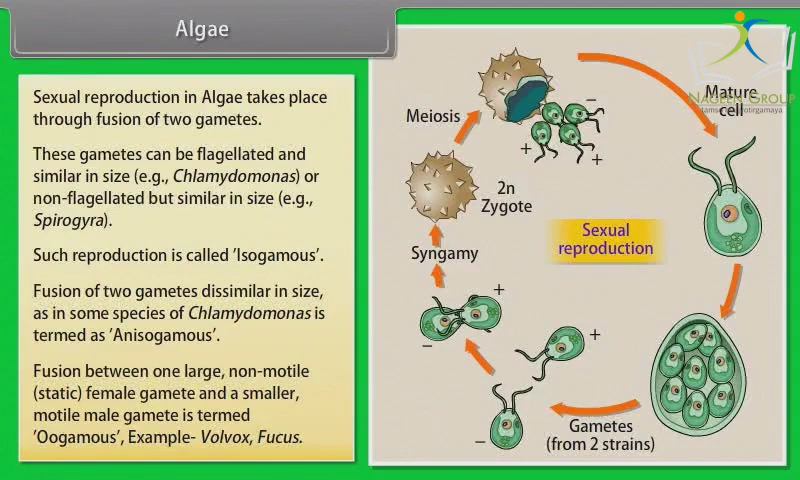 Algae
Sexual reproduction in Algae takes place
through fusion of two gametes.
These gametes can be flagellated and
similar in size (e.g., Chlamydomonas) or
non-flagellated but similar in size (e.g.,
Spirogyra).
Such reproduction is called 'Isogamous'.
Fusion of two gametes dissimilar in size,
as in some species of Chlamydomonas is
termed as 'Anisogamous'.
Fusion between one large, non-motile
(static) female gamete and a smaller,
motile male gamete is termed
'Oogamous', Example- Volvox, Fucus.
NAGEEN GROUP
Mature
cell
Meiosis
−
+
+
2n
Zygote
Sexual
reproduction
Syngamy
+
−
+
−
Gametes
(from 2 strains)